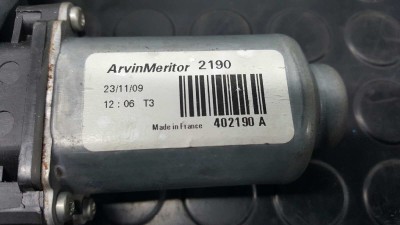 ArvinMeritor 2190
23/11/09
12:06 T3
Made in France 402190 A